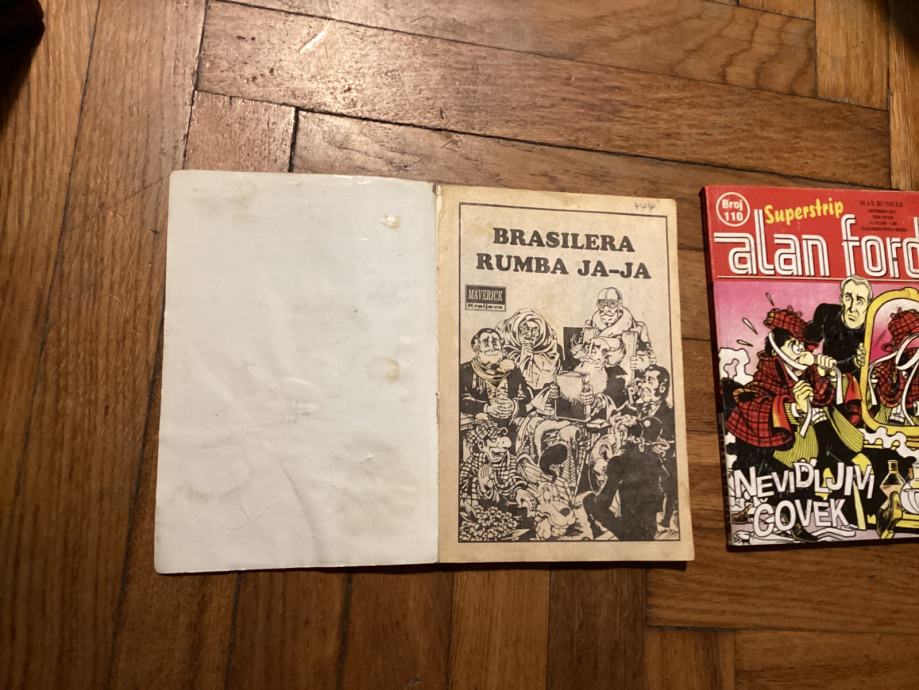 BRASILERA
RUMBA JA-JA
MAVERICK
Kraljevo
Broj
110
Superstrip
MAX BUNKER
alan ford
NEVIDLJIVI
ČOVEK